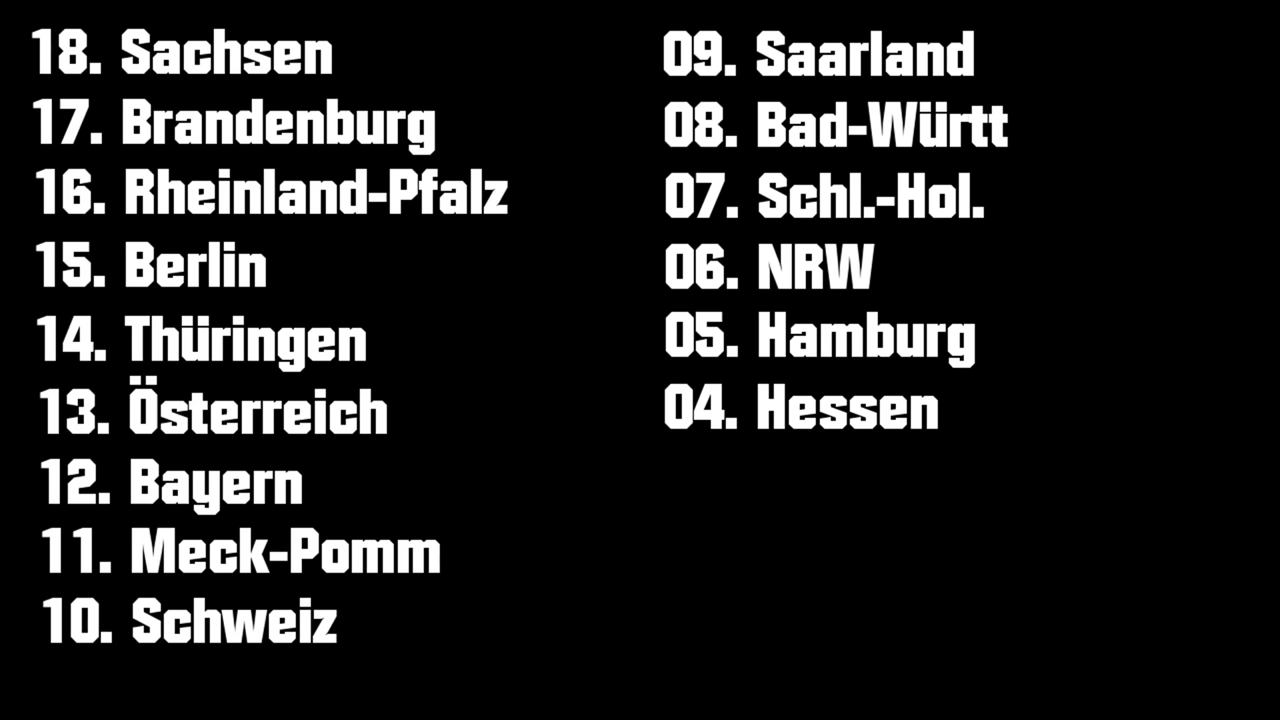 18. Sachsen
17. Brandenburg
16. Rheinland-Pfalz
15. Berlin
14. Thüringen
13. Österreich
12. Bayern
11. Meck-Pomm
10. Schweiz
09. Saarland
08. Bad-Württ
07. Schl.-Hol.
06. NRW
05. Hamburg
04. Hessen